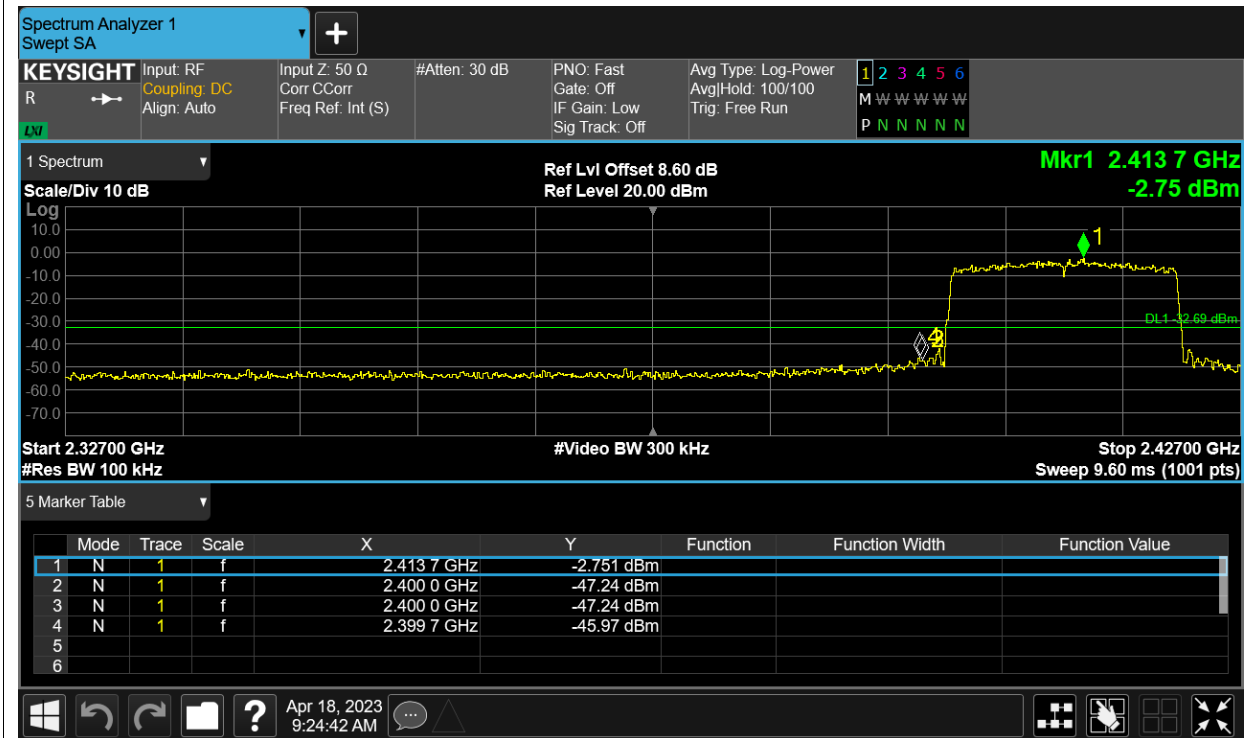 Spectrum Analyzer 1
Swept SA
KEYSIGHT
R
LXI
Input: RF
Coupling: DC
Align: Auto
Input Z: 50 Ω
Corr CCorr
Freq Ref: Int (S)
#Atten: 30 dB
PNO: Fast
Gate: Off
IF Gain: Low
Sig Track: Off
Avg Type: Log-Power
Avg|Hold: 100/100
Trig: Free Run
1 2 3 4 5 6
M W W W W W
P N N N N N
1 Spectrum
Scale/Div 10 dB
Ref Lvl Offset 8.60 dB
Ref Level 20.00 dBm
Mkr1 2.413 7 GHz
-2.75 dBm
Log
10.0
0.00
-10.0
-20.0
-30.0
-40.0
-50.0
-60.0
-70.0
1
DL1 -32.69 dBm
Start 2.32700 GHz
#Res BW 100 kHz
#Video BW 300 kHz
Stop 2.42700 GHz
Sweep 9.60 ms (1001 pts)
5 Marker Table
Mode Trace Scale X Y Function Function Width Function Value
1 N 1 f 2.413 7 GHz -2.751 dBm
2 N 1 f 2.400 0 GHz -47.24 dBm
3 N 1 f 2.400 0 GHz -47.24 dBm
4 N 1 f 2.399 7 GHz -45.97 dBm
5
6
?
Apr 18, 2023
9:24:42 AM